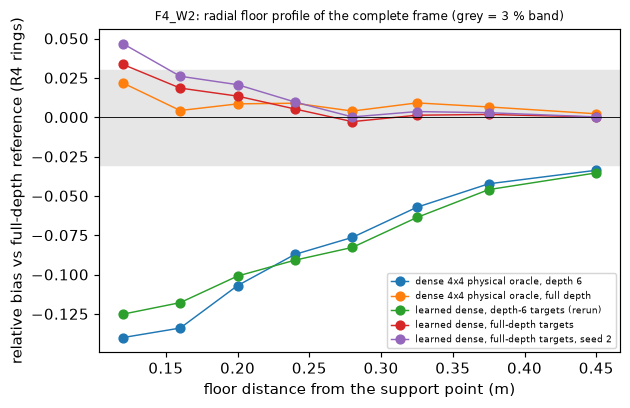 F4_W2: radial floor profile of the complete frame (grey = 3 % band)
relative bias vs full-depth reference (R4 rings)
0.050
0.025
0.000
−0.025
−0.050
−0.075
−0.100
−0.125
dense 4x4 physical oracle, depth 6
dense 4x4 physical oracle, full depth
learned dense, depth-6 targets (rerun)
learned dense, full-depth targets
learned dense, full-depth targets, seed 2
0.15
0.20
0.25
0.30
0.35
0.40
0.45
floor distance from the support point (m)